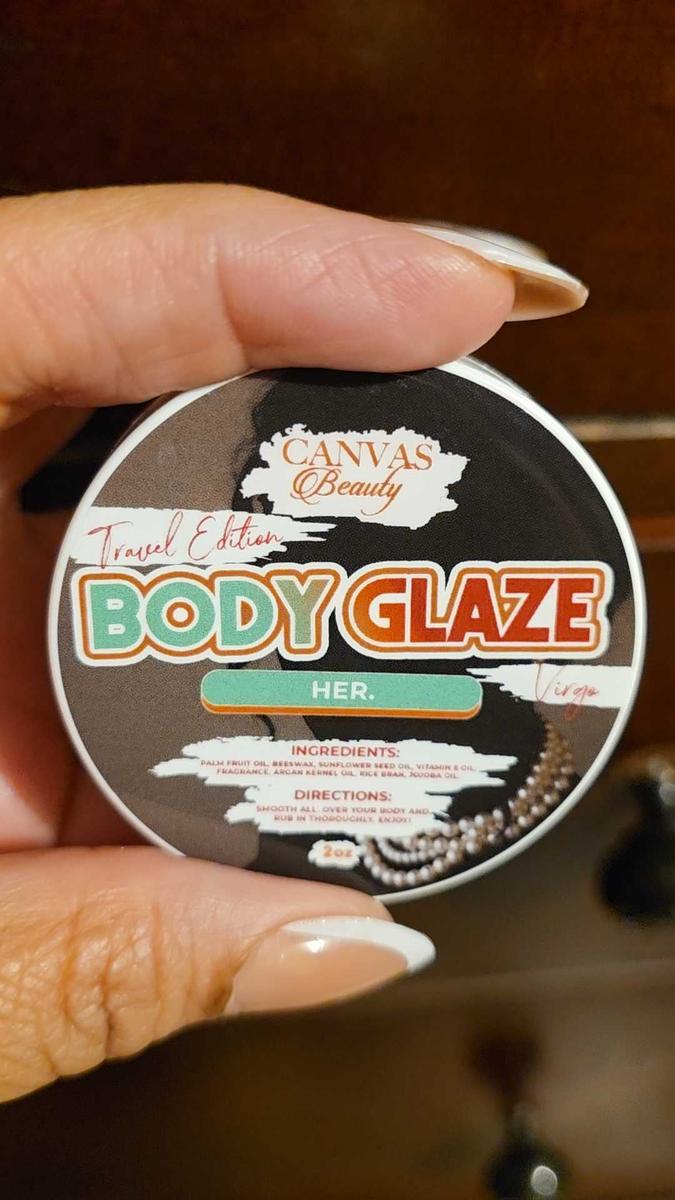 CANVAS
Beauty
Travel Edition
BODY GLAZE
HER.
Virgo
INGREDIENTS:
PALM FRUIT OIL, BEESWAX, SUNFLOWER SEED OIL, VITAMIN E OIL,
FRAGRANCE, ARGAN KERNEL OIL, RICE BRAN, JOJOBA OIL.
DIRECTIONS:
SMOOTH ALL OVER YOUR BODY AND
RUB IN THOROUGHLY. ENJOY!
2oz